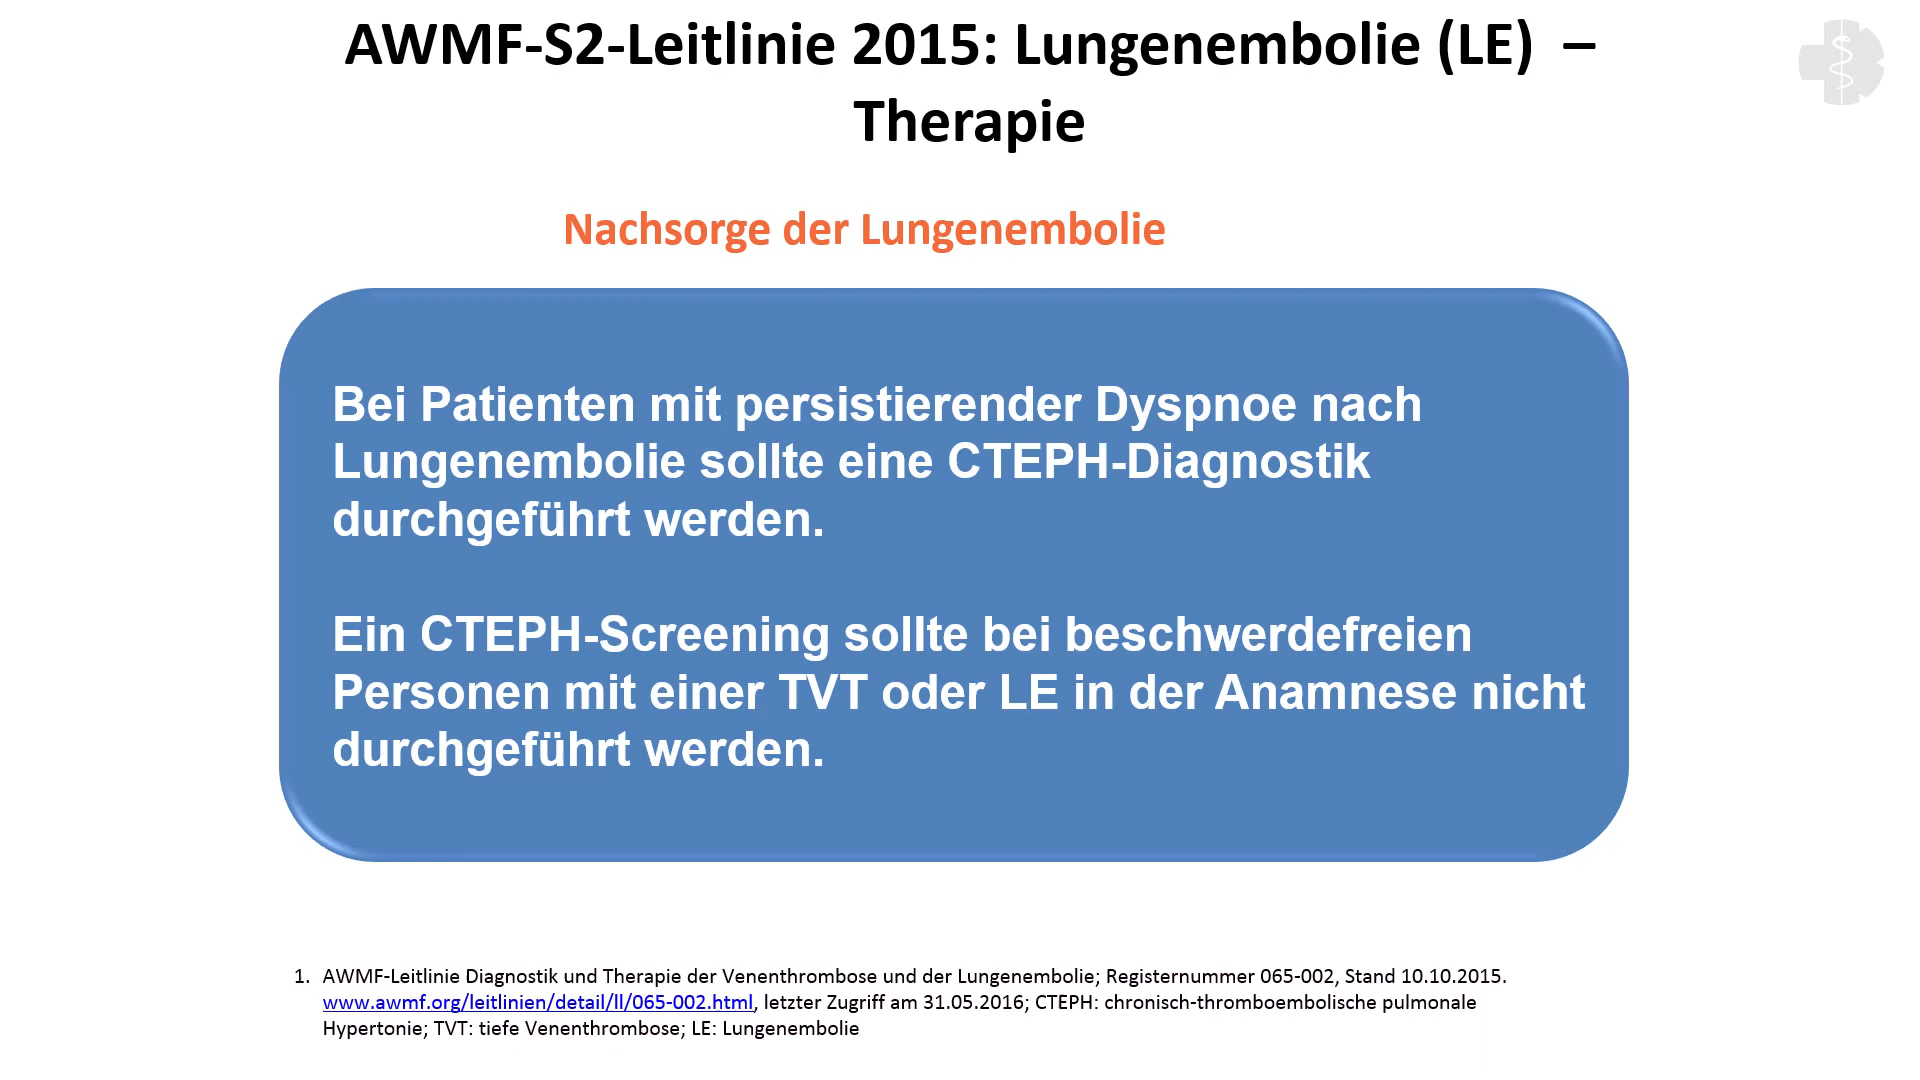 AWMF-S2-Leitlinie 2015: Lungenembolie (LE) –
Therapie
Nachsorge der Lungenembolie
Bei Patienten mit persistierender Dyspnoe nach
Lungenembolie sollte eine CTEPH-Diagnostik
durchgeführt werden.
Ein CTEPH-Screening sollte bei beschwerdefreien
Personen mit einer TVT oder LE in der Anamnese nicht
durchgeführt werden.
1. AWMF-Leitlinie Diagnostik und Therapie der Venenthrombose und der Lungenembolie; Registernummer 065-002, Stand 10.10.2015.
www.awmf.org/leitlinien/detail/ll/065-002.html, letzter Zugriff am 31.05.2016; CTEPH: chronisch-thromboembolische pulmonale
Hypertonie; TVT: tiefe Venenthrombose; LE: Lungenembolie